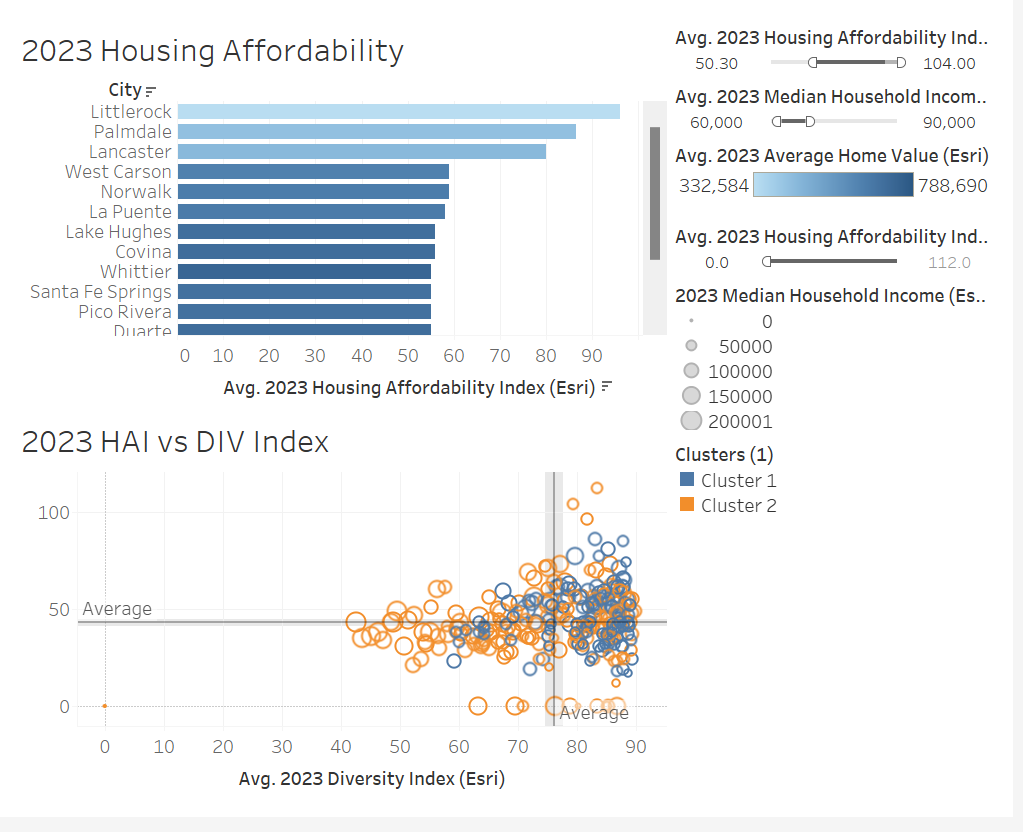 2023 Housing Affordability
City
Littlerock
Palmdale
Lancaster
West Carson
Norwalk
La Puente
Lake Hughes
Covina
Whittier
Santa Fe Springs
Pico Rivera
Duarte
0 10 20 30 40 50 60 70 80 90
Avg. 2023 Housing Affordability Index (Esri)
2023 HAI vs DIV Index
100
50
0
Average
Average
0 10 20 30 40 50 60 70 80 90
Avg. 2023 Diversity Index (Esri)
Avg. 2023 Housing Affordability Ind..
50.30 104.00
Avg. 2023 Median Household Incom..
60,000 90,000
Avg. 2023 Average Home Value (Esri)
332,584 788,690
Avg. 2023 Housing Affordability Ind..
0.0 112.0
2023 Median Household Income (Es..
0
50000
100000
150000
200001
Clusters (1)
Cluster 1
Cluster 2